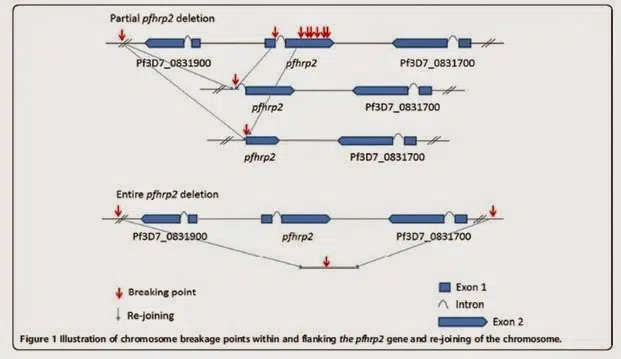 Partial pfhrp2 deletion
Pf3D7_0831900 pfhrp2 Pf3D7_0831700
pfhrp2 Pf3D7_0831700
pfhrp2 Pf3D7_0831700
Entire pfhrp2 deletion
Pf3D7_0831900 pfhrp2 Pf3D7_0831700
Breaking point
Re-joining
Exon 1
Intron
Exon 2
Figure 1 Illustration of chromosome breakage points within and flanking the pfhrp2 gene and re-joining of the chromosome.